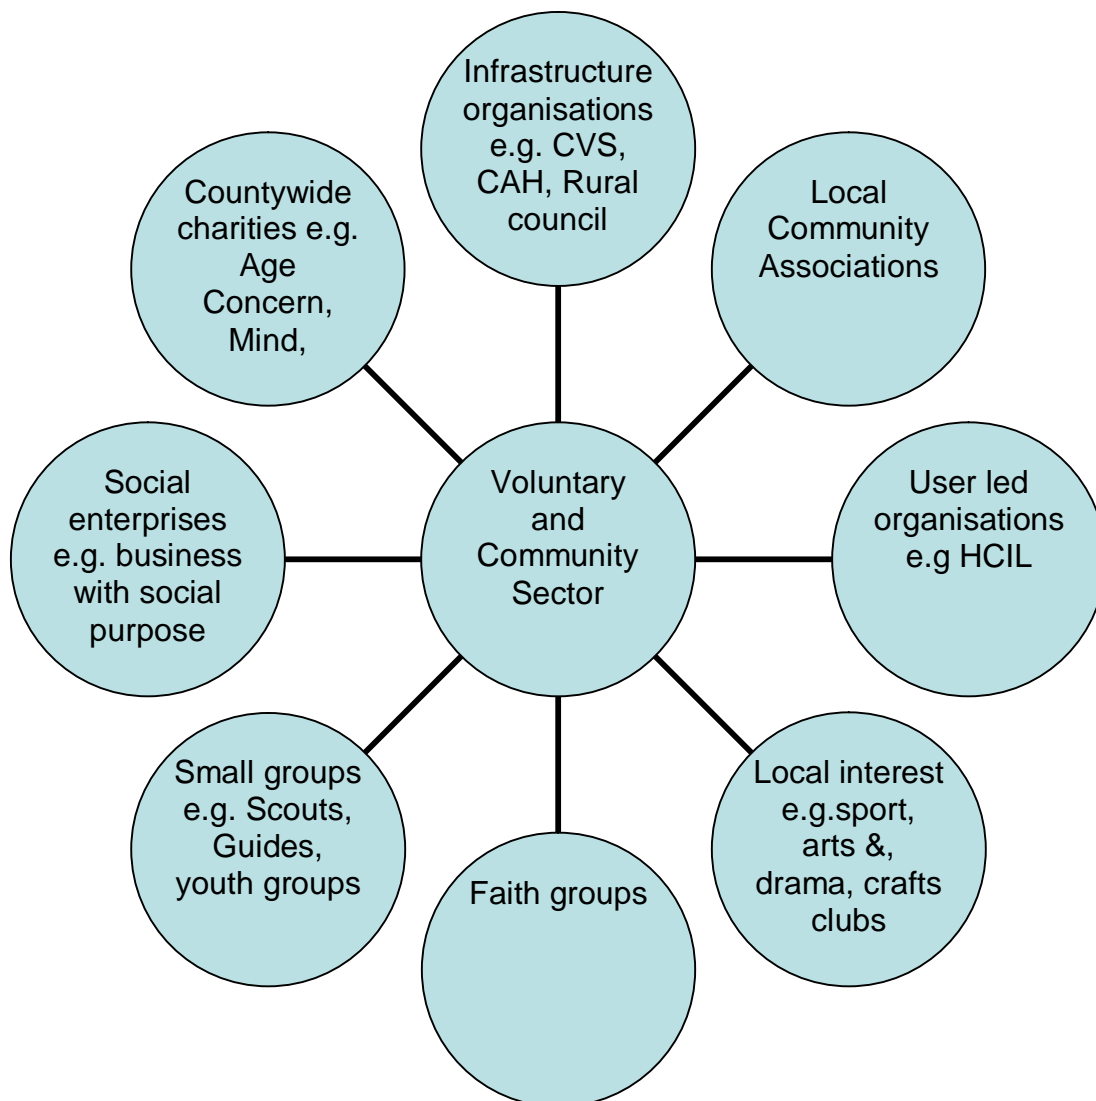 Infrastructure
organisations
e.g. CVS,
CAH, Rural
council
Local
Community
Associations
User led
organisations
e.g HCIL
Local interest
e.g.sport,
arts &,
drama, crafts
clubs
Faith groups
Small groups
e.g. Scouts,
Guides,
youth groups
Social
enterprises
e.g. business
with social
purpose
Countywide
charities e.g.
Age
Concern,
Mind,
Voluntary
and
Community
Sector